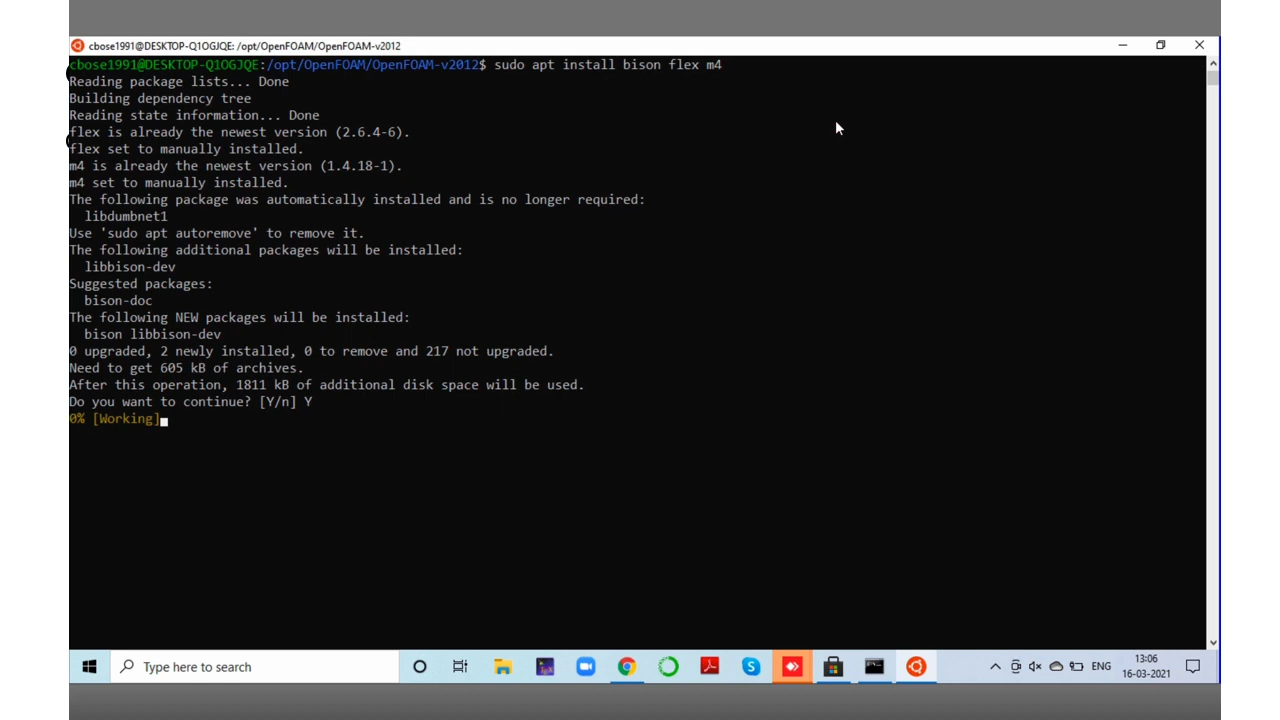 cbose1991@DESKTOP-Q1OGJQE: /opt/OpenFOAM/OpenFOAM-v2012
cbose1991@DESKTOP-Q1OGJQE:/opt/OpenFOAM/OpenFOAM-v2012$ sudo apt install bison flex m4
Reading package lists... Done
Building dependency tree
Reading state information... Done
flex is already the newest version (2.6.4-6).
flex set to manually installed.
m4 is already the newest version (1.4.18-1).
m4 set to manually installed.
The following package was automatically installed and is no longer required:
libdumbnet1
Use 'sudo apt autoremove' to remove it.
The following additional packages will be installed:
libbison-dev
Suggested packages:
bison-doc
The following NEW packages will be installed:
bison libbison-dev
0 upgraded, 2 newly installed, 0 to remove and 217 not upgraded.
Need to get 605 kB of archives.
After this operation, 1811 kB of additional disk space will be used.
Do you want to continue? [Y/n] Y
0% [Working]
Type here to search
ENG
13:06
16-03-2021